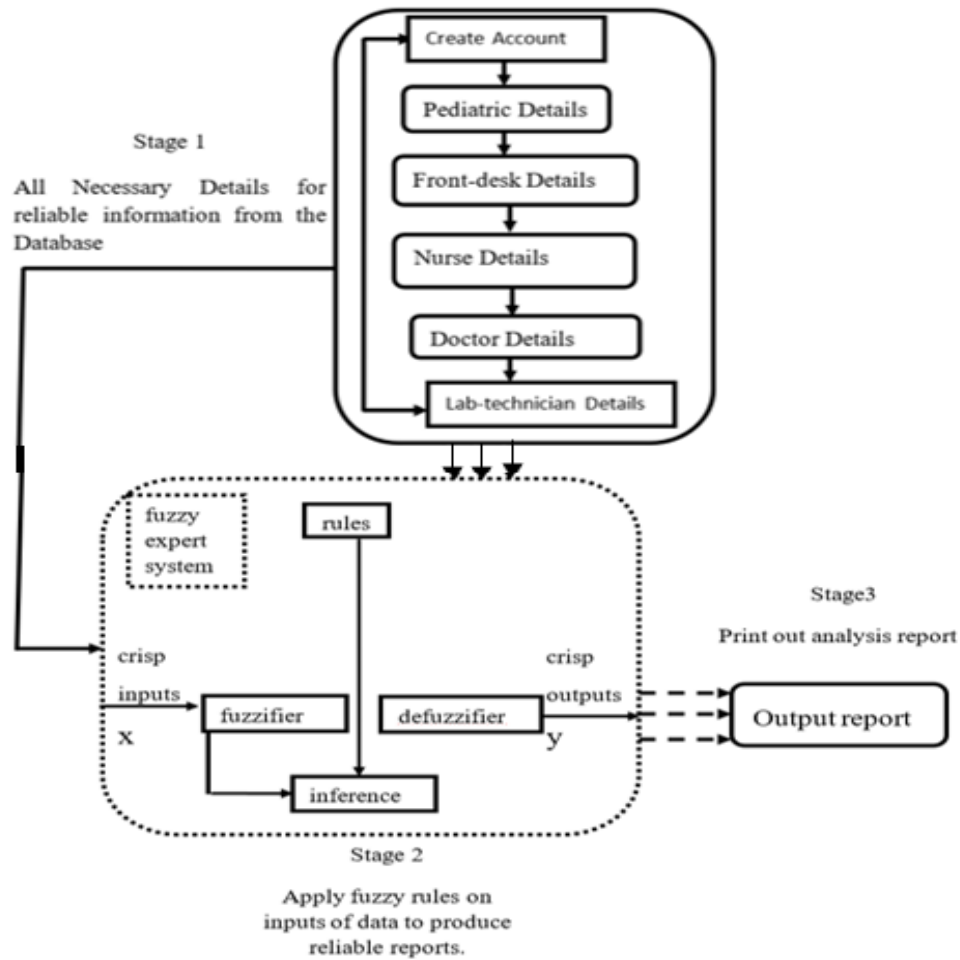 Create Account
Pediatric Details
Front-desk Details
Nurse Details
Doctor Details
Lab-technician Details
Stage 1
All Necessary Details for
reliable information from the
Database
fuzzy
expert
system
rules
crisp
inputs
x
fuzzifier
defuzzifier
inference
crisp
outputs
y
Stage 2
Apply fuzzy rules on
inputs of data to produce
reliable reports.
Stage3
Print out analysis report
Output report